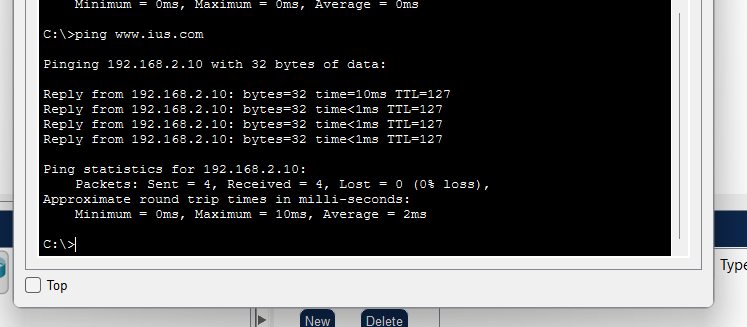 Minimum = 0ms, Maximum = 0ms, Average = 0ms
C:\>ping www.ius.com
Pinging 192.168.2.10 with 32 bytes of data:
Reply from 192.168.2.10: bytes=32 time=10ms TTL=127
Reply from 192.168.2.10: bytes=32 time<1ms TTL=127
Reply from 192.168.2.10: bytes=32 time<1ms TTL=127
Reply from 192.168.2.10: bytes=32 time<1ms TTL=127
Ping statistics for 192.168.2.10:
Packets: Sent = 4, Received = 4, Lost = 0 (0% loss),
Approximate round trip times in milli-seconds:
Minimum = 0ms, Maximum = 10ms, Average = 2ms
C:\>
Type
Top
New Delete